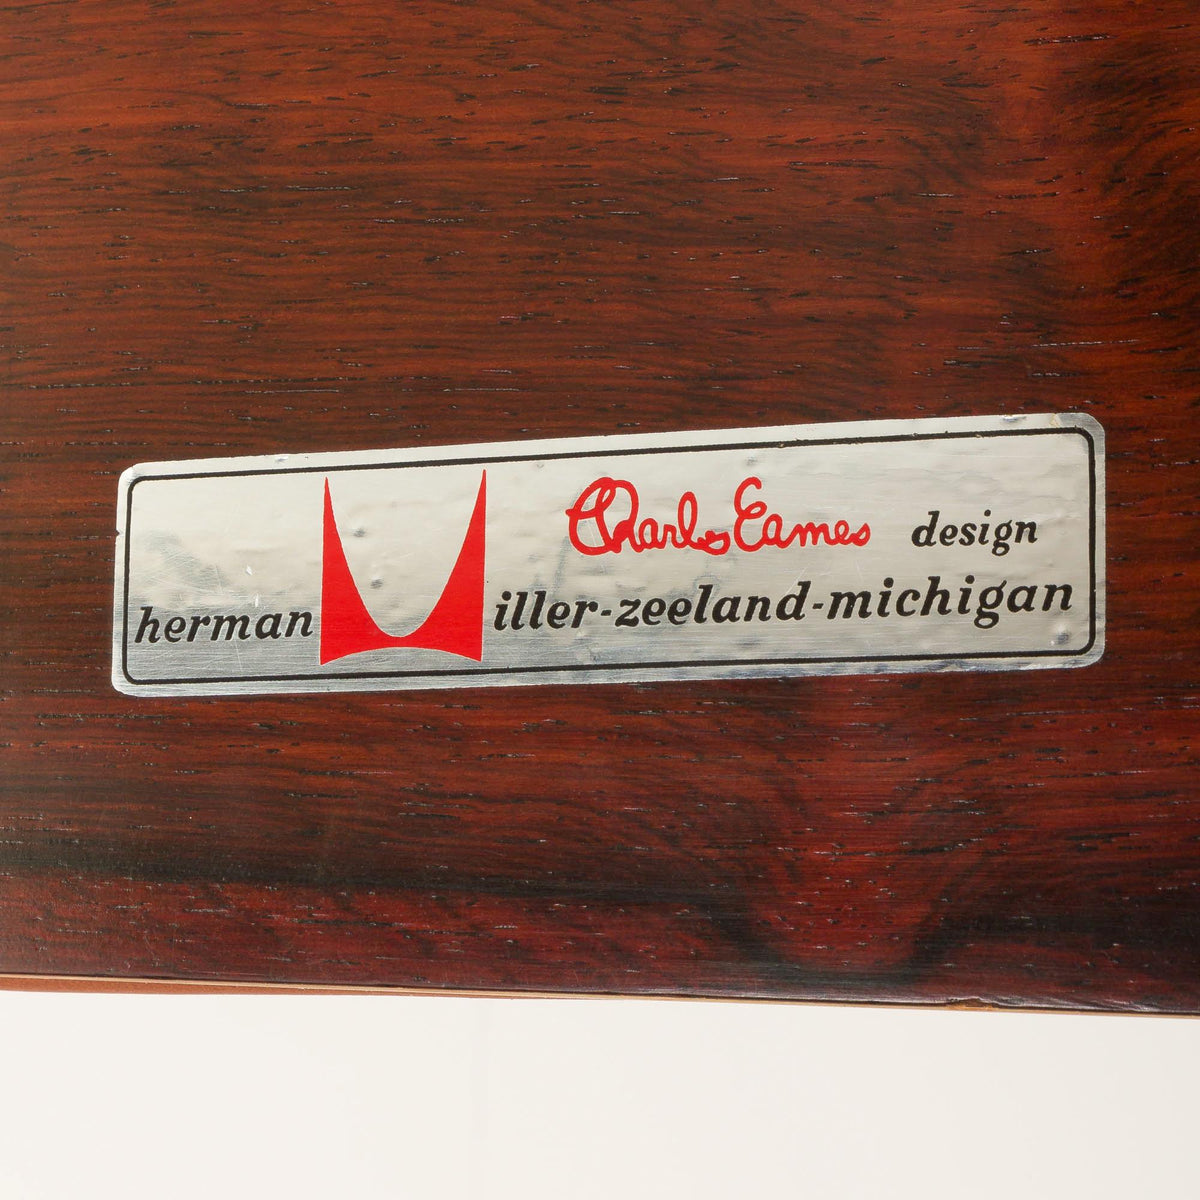 Charles Eames design
herman miller-zeeland-michigan